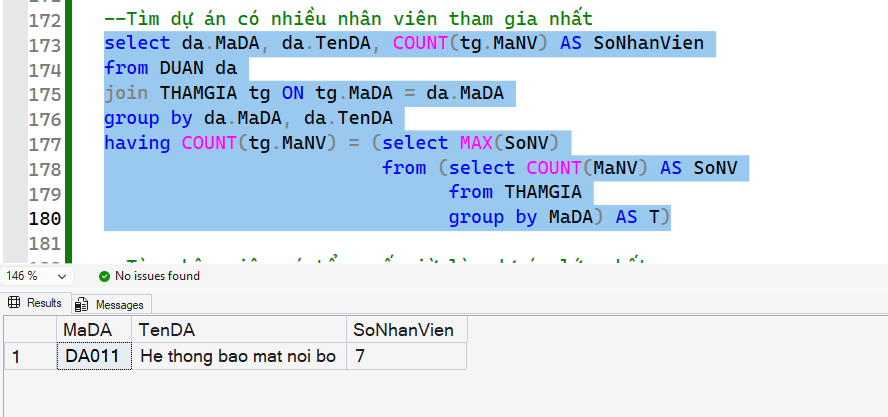 172 --Tìm dự án có nhiều nhân viên tham gia nhất
173 select da.MaDA, da.TenDA, COUNT(tg.MaNV) AS SoNhanVien
174 from DUAN da
175 join THAMGIA tg ON tg.MaDA = da.MaDA
176 group by da.MaDA, da.TenDA
177 having COUNT(tg.MaNV) = (select MAX(SoNV)
178 from (select COUNT(MaNV) AS SoNV
179 from THAMGIA
180 group by MaDA) AS T)
181
146 % No issues found
Results Messages
MaDA TenDA SoNhanVien
1 DA011 He thong bao mat noi bo 7